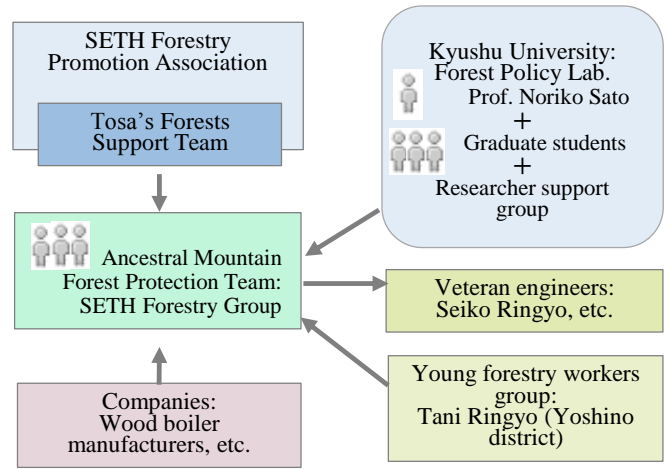 SETH Forestry
Promotion Association
Tosa's Forests
Support Team
Kyushu University:
Forest Policy Lab.
Prof. Noriko Sato
+
Graduate students
+
Researcher support
group
Ancestral Mountain
Forest Protection Team:
SETH Forestry Group
Veteran engineers:
Seiko Ringyo, etc.
Companies:
Wood boiler
manufacturers, etc.
Young forestry workers
group:
Tani Ringyo (Yoshino
district)